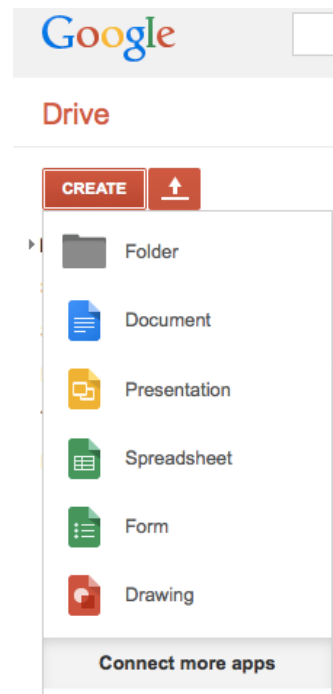 Google
Drive
CREATE
Folder
Document
Presentation
Spreadsheet
Form
Drawing
Connect more apps